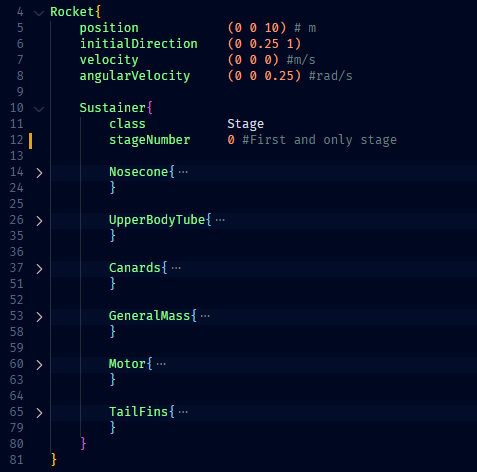 4 Rocket{
5 position (0 0 10) # m
6 initialDirection (0 0.25 1)
7 velocity (0 0 0) #m/s
8 angularVelocity (0 0 0.25) #rad/s
9
10 Sustainer{
11 class Stage
12 stageNumber 0 #First and only stage
13
14 Nosecone{···
24 }
25
26 UpperBodyTube{···
35 }
36
37 Canards{···
51 }
52
53 GeneralMass{···
58 }
59
60 Motor{···
63 }
64
65 TailFins{···
79 }
80 }
81 }